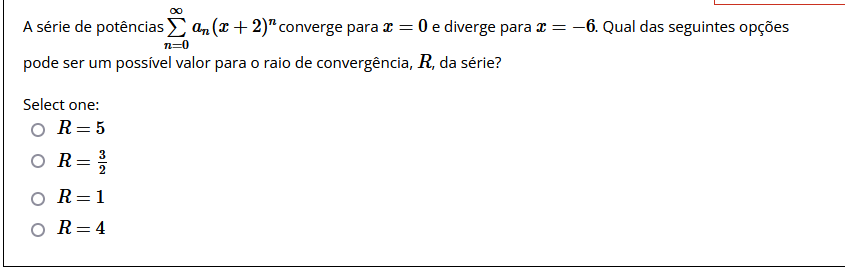 A série de potências $\sum_{n=0}^{\infty} a_n(x+2)^n$ converge para $x = 0$ e diverge para $x = -6$. Qual das seguintes opções
pode ser um possível valor para o raio de convergência, $R$, da série?
Select one:
$R = 5$
$R = \frac{3}{2}$
$R = 1$
$R = 4$